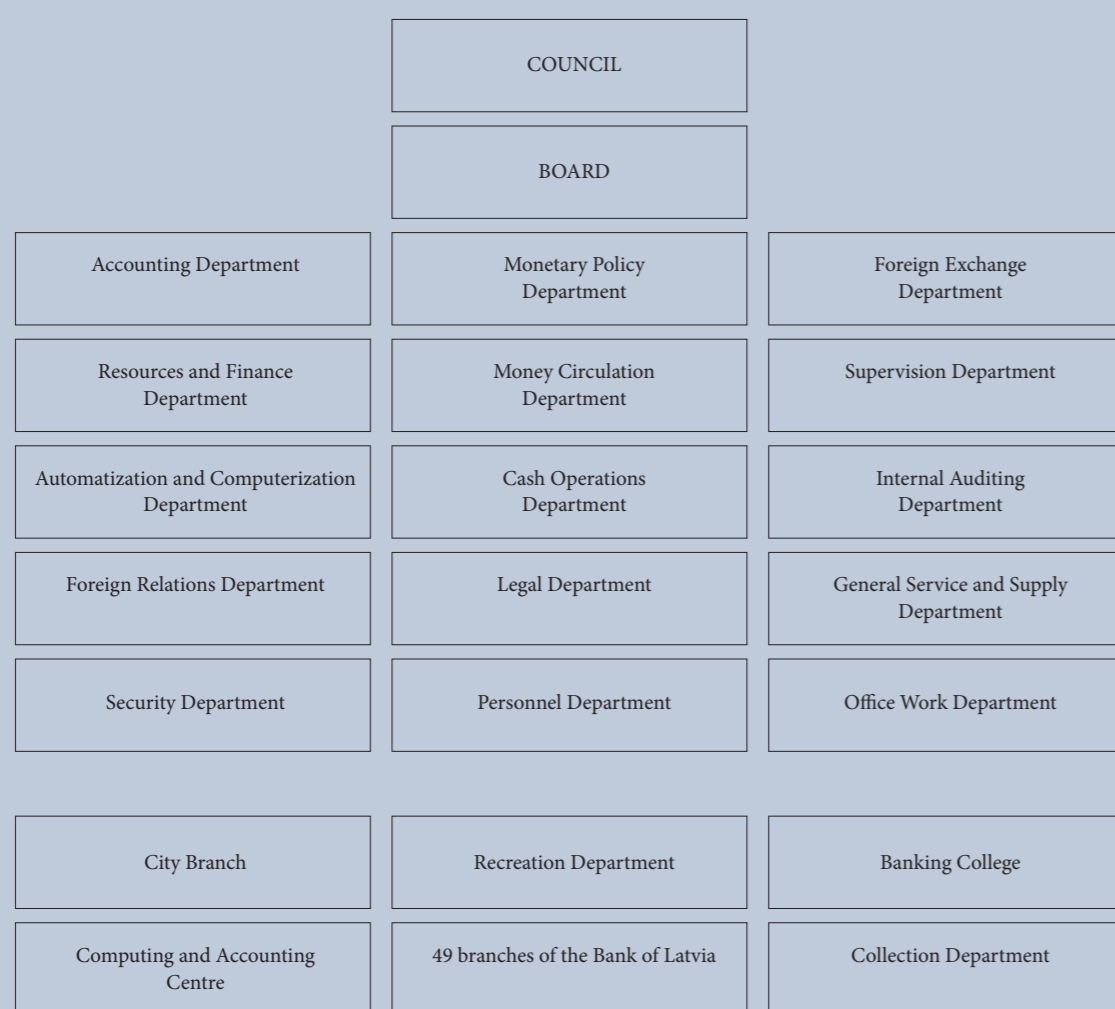 COUNCIL
BOARD
Accounting Department
Monetary Policy
Department
Foreign Exchange
Department
Resources and Finance
Department
Money Circulation
Department
Supervision Department
Automatization and Computerization
Department
Cash Operations
Department
Internal Auditing
Department
Foreign Relations Department
Legal Department
General Service and Supply
Department
Security Department
Personnel Department
Office Work Department
City Branch
Recreation Department
Banking College
Computing and Accounting
Centre
49 branches of the Bank of Latvia
Collection Department